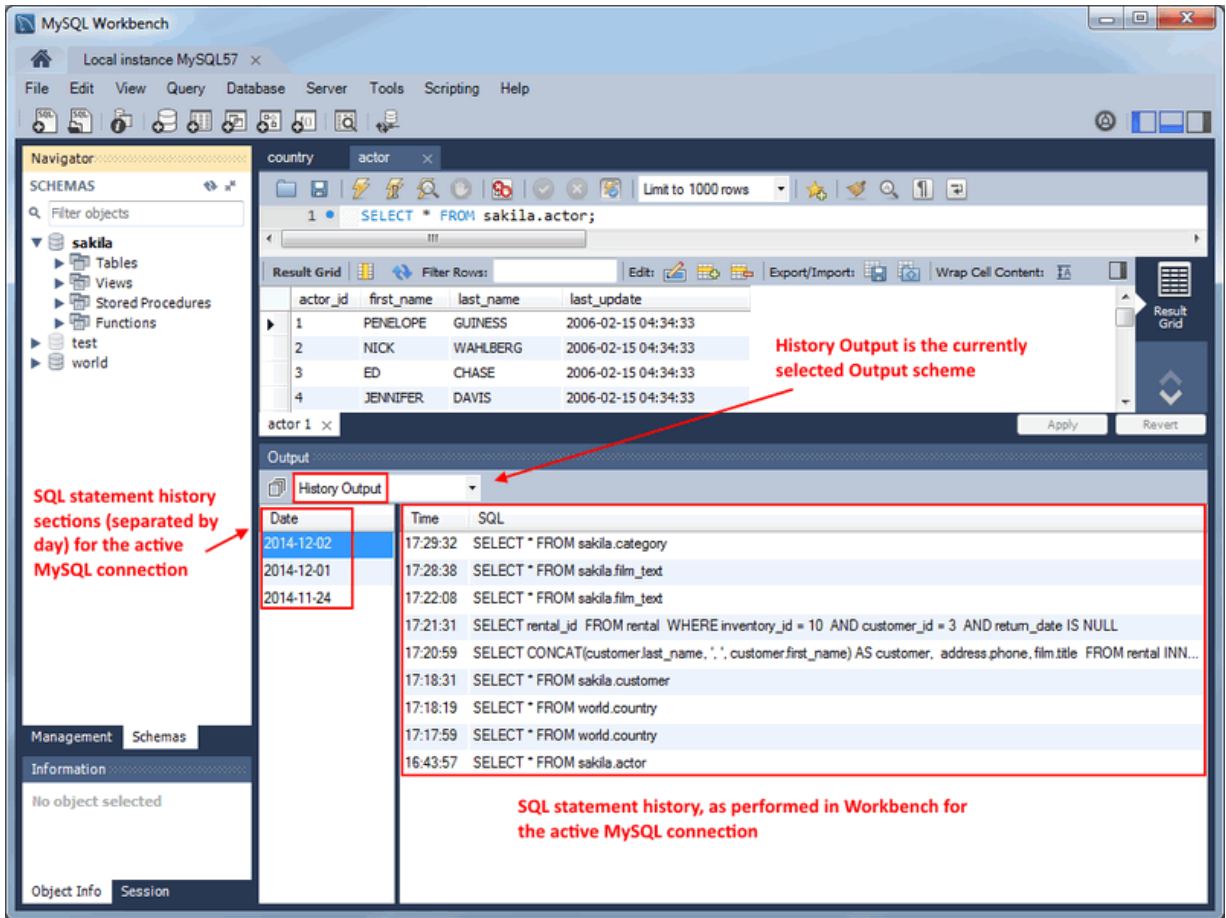 MySQL Workbench
Local instance MySQL57
File Edit View Query Database Server Tools Scripting Help
Navigator
SCHEMAS
Filter objects
sakila
Tables
Views
Stored Procedures
Functions
test
world
country actor
Limit to 1000 rows
1 SELECT * FROM sakila.actor;
Result Grid Filter Rows: Edit: Export/Import: Wrap Cell Content:
actor_id first_name last_name last_update
1 PENELOPE GUINESS 2006-02-15 04:34:33
2 NICK WAHLBERG 2006-02-15 04:34:33
3 ED CHASE 2006-02-15 04:34:33
4 JENNIFER DAVIS 2006-02-15 04:34:33
Result
Grid
History Output is the currently
selected Output scheme
actor 1
Apply Revert
Output
History Output
SQL statement history
sections (separated by
day) for the active
MySQL connection
Date
2014-12-02
2014-12-01
2014-11-24
Time SQL
17:29:32 SELECT * FROM sakila.category
17:28:38 SELECT * FROM sakila.film_text
17:22:08 SELECT * FROM sakila.film_text
17:21:31 SELECT rental_id FROM rental WHERE inventory_id = 10 AND customer_id = 3 AND return_date IS NULL
17:20:59 SELECT CONCAT(customer.last_name, ', ', customer.first_name) AS customer, address.phone, film.title FROM rental INN...
17:18:31 SELECT * FROM sakila.customer
17:18:19 SELECT * FROM world.country
17:17:59 SELECT * FROM world.country
16:43:57 SELECT * FROM sakila.actor
SQL statement history, as performed in Workbench for
the active MySQL connection
Management Schemas
Information
No object selected
Object Info Session